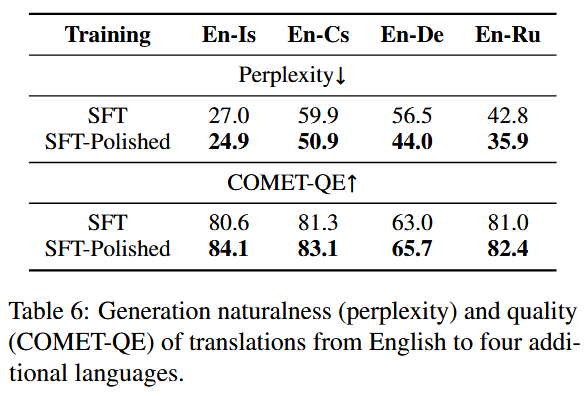 Training En-Is En-Cs En-De En-Ru
Perplexity↓
SFT 27.0 59.9 56.5 42.8
SFT-Polished 24.9 50.9 44.0 35.9
COMET-QE↑
SFT 80.6 81.3 63.0 81.0
SFT-Polished 84.1 83.1 65.7 82.4
Table 6: Generation naturalness (perplexity) and quality
(COMET-QE) of translations from English to four addi-
tional languages.